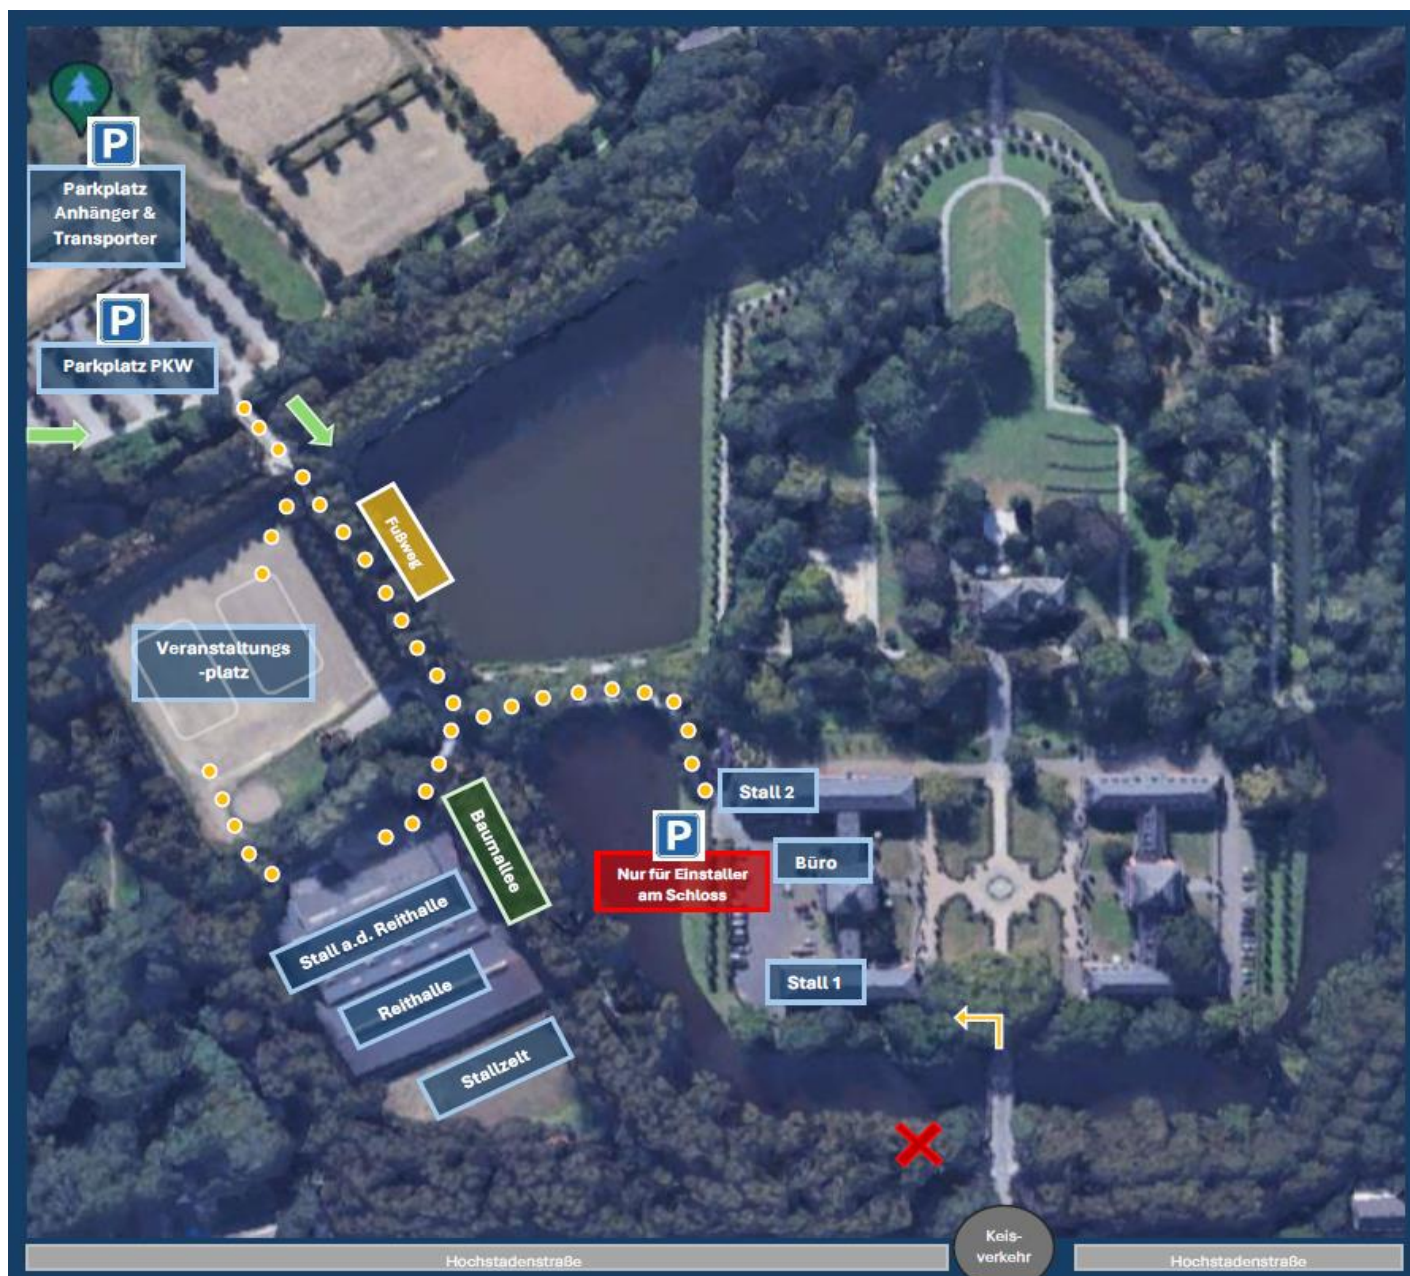 P
Parkplatz
Anhänger &
Transporter
P
Parkplatz PKW
Fußweg
Veranstaltungs
-platz
Baumallee
Stall 2
P
Nur für Einstaller
am Schloss
Büro
Stall a.d. Reithalle
Reithalle
Stall 1
Stallzelt
Keis-
verkehr
Hochstadenstraße
Hochstadenstraße